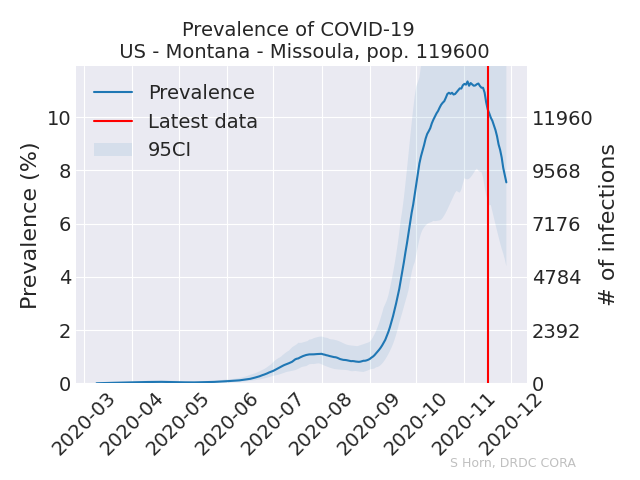 Prevalence of COVID-19
US - Montana - Missoula, pop. 119600
Prevalence
Latest data
95CI
Prevalence (%)
10
8
6
4
2
0
11960
9568
7176
4784
2392
0
# of infections
2020-03
2020-04
2020-05
2020-06
2020-07
2020-08
2020-09
2020-10
2020-11
2020-12
S Horn, DRDC CORA